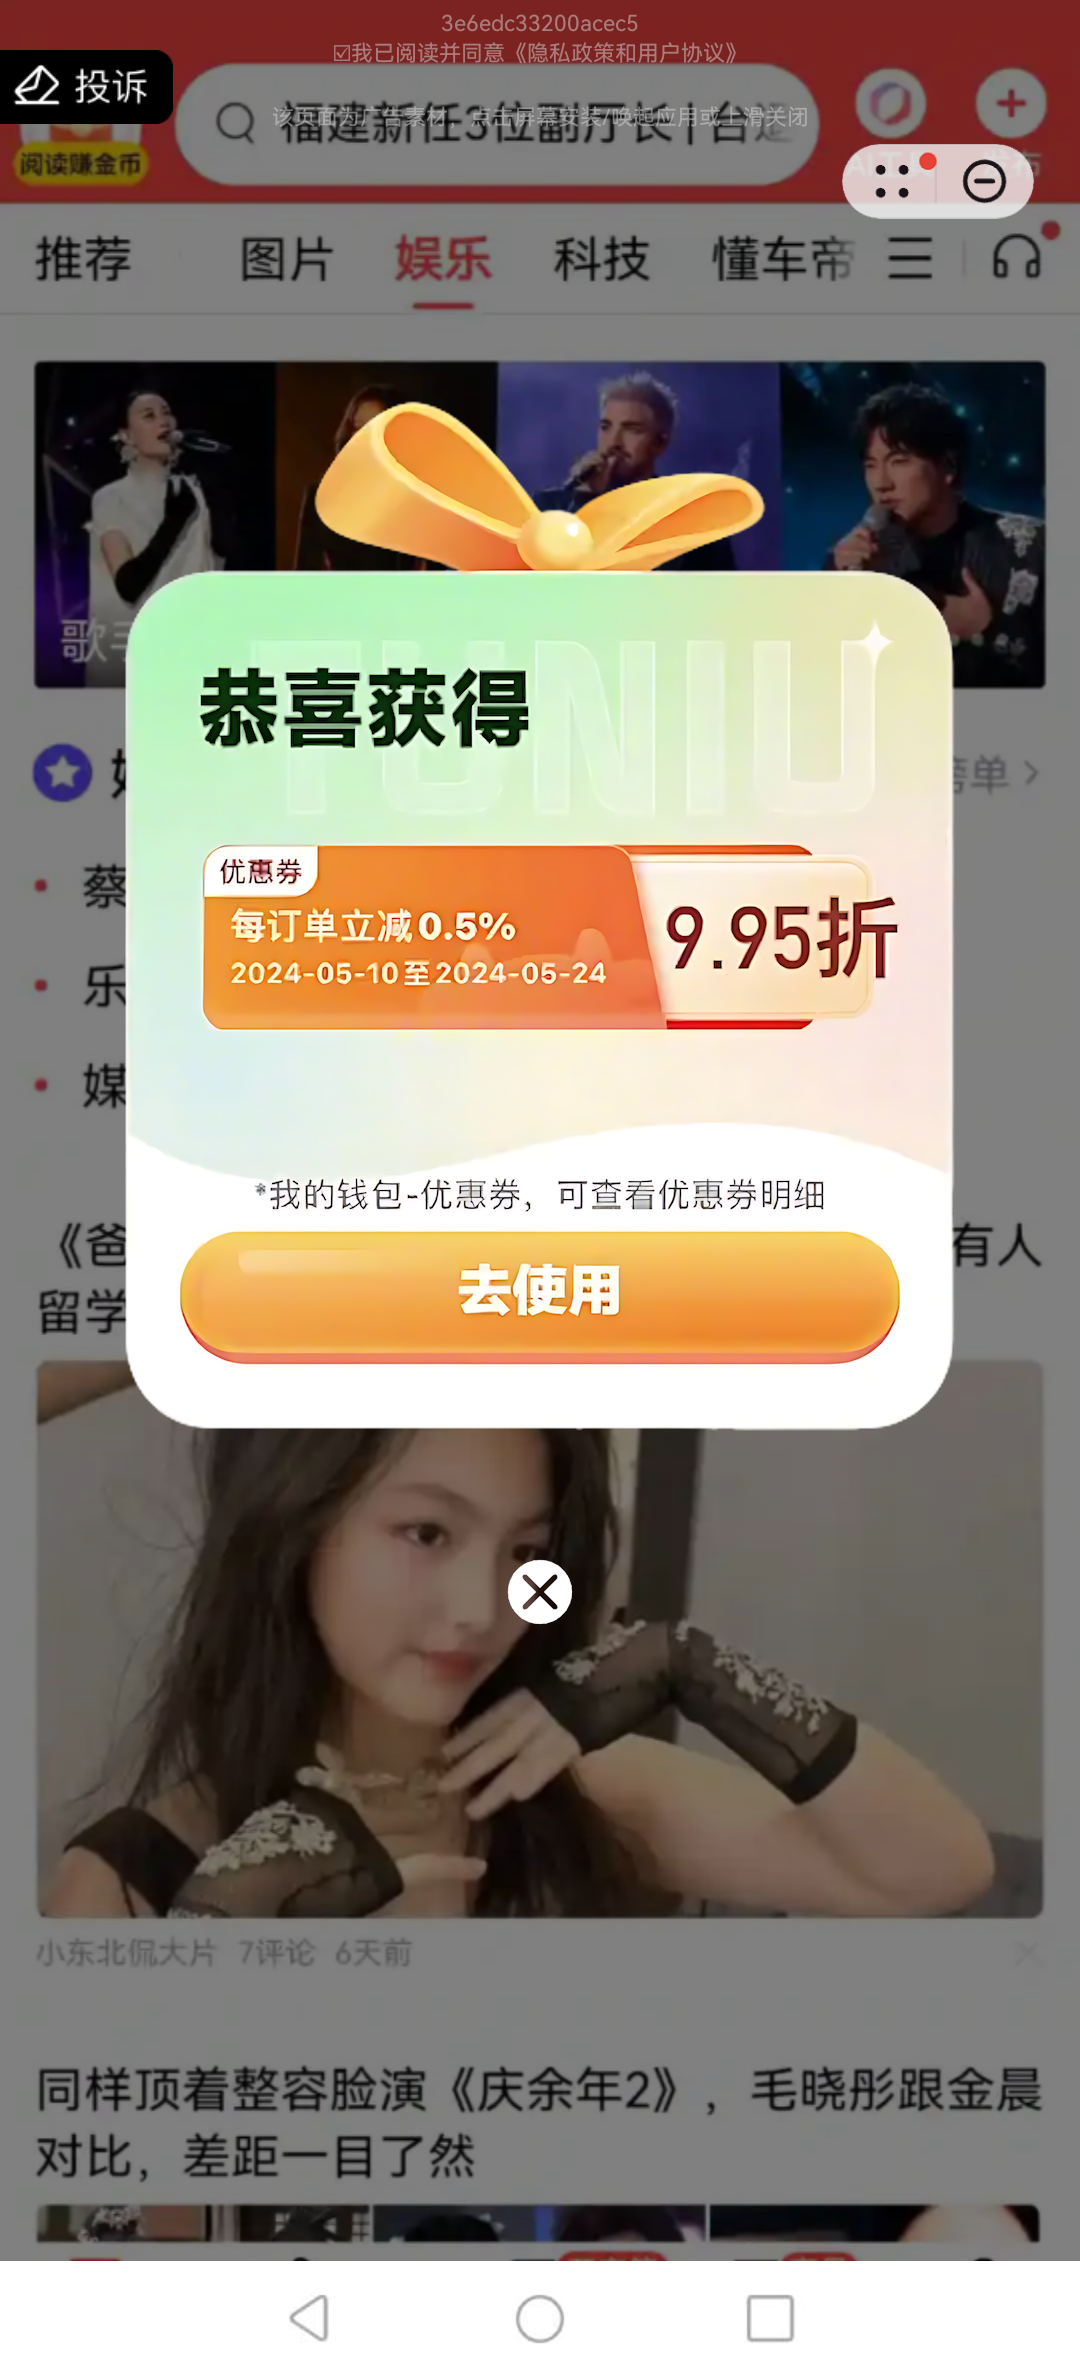 3e6edc33200acec5
☑我已阅读并同意《隐私政策和用户协议》
投诉
该页面为广告素材，点击屏幕安装/唤起应用或上滑关闭
福建新任3位副厅长|台
阅读赚金币
推荐 图片 娱乐 科技 懂车帝
歌手
TUNIU
恭喜获得
榜单
优惠券
每订单立减0.5%
2024-05-10至2024-05-24
9.95折
蔡
乐
媒
*我的钱包-优惠券，可查看优惠券明细
《爸
有人
留学
去使用
小东北侃大片 7评论 6天前
同样顶着整容脸演《庆余年2》，毛晓彤跟金晨
对比，差距一目了然